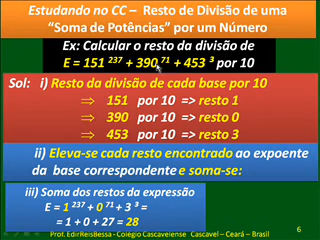 Estudando no CC – Resto de Divisão de uma
"Soma de Potências" por um Número
Ex: Calcular o resto da divisão de
E = 151 ²³⁷ + 390 ⁷¹ + 453 ³ por 10
Sol: i) Resto da divisão de cada base por 10
⇒ 151 por 10 => resto 1
⇒ 390 por 10 => resto 0
⇒ 453 por 10 => resto 3
ii) Eleva-se cada resto encontrado ao expoente
da base correspondente e soma-se:
iii) Soma dos restos da expressão
E = 1 ²³⁷ + 0 ⁷¹ + 3 ³ =
= 1 + 0 + 27 = 28
Prof. EdirReisBessa - Colégio Cascavelense Cascavel – Ceará – Brasil
6